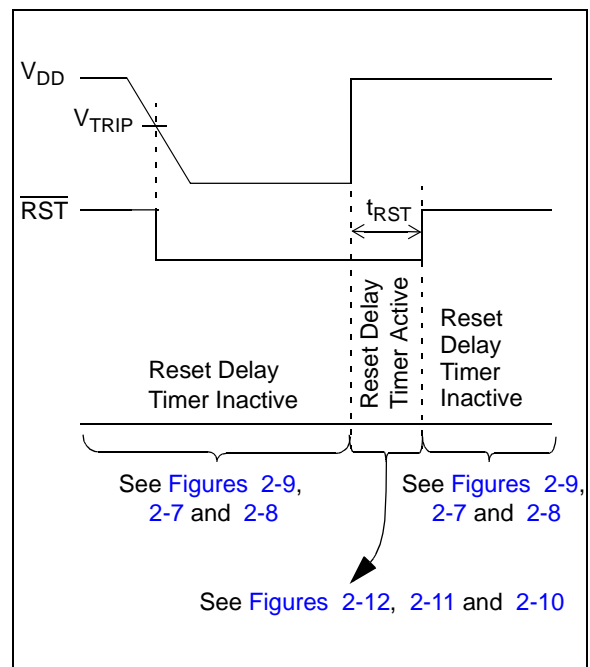 VDD
VTRIP
RST
tRST
Reset Delay
Timer Inactive
Reset Delay
Timer Active
Reset
Delay
Timer
Inactive
See Figures 2-9,
2-7 and 2-8
See Figures 2-9,
2-7 and 2-8
See Figures 2-12, 2-11 and 2-10